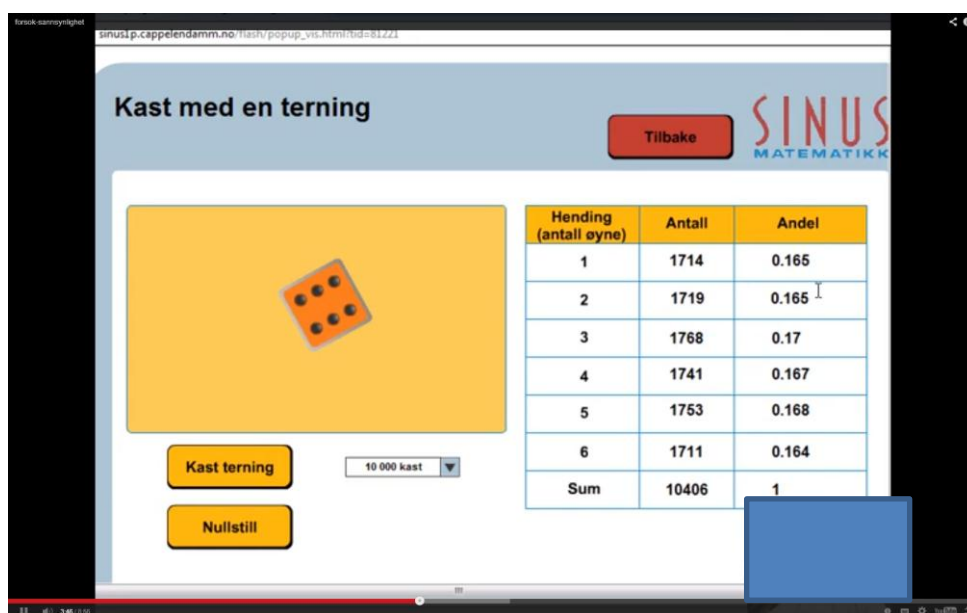 forsok-sannsynlighet
sinus1p.cappelendamm.no/flash/popup_vis.html?tid=81221
Kast med en terning
Tilbake
SINUS
MATEMATIKK
Hending (antall øyne) Antall Andel
1 1714 0.165
2 1719 0.165
3 1768 0.17
4 1741 0.167
5 1753 0.168
6 1711 0.164
Sum 10406 1
Kast terning
10 000 kast
Nullstill